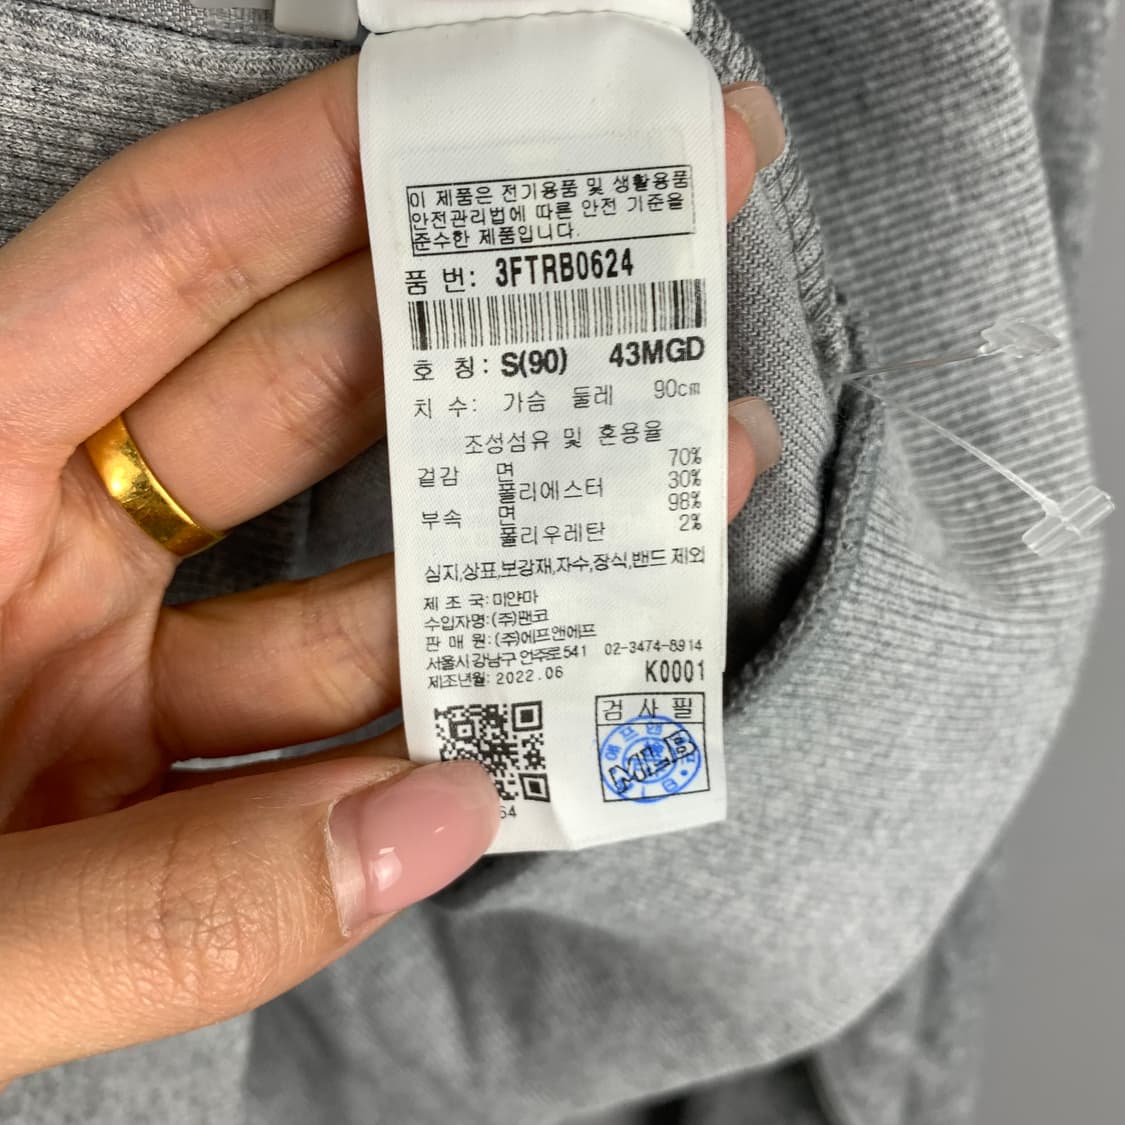 이 제품은 전기용품 및 생활용품
안전관리법에 따른 안전 기준을
준수한 제품입니다.
품 번: 3FTRB0624
호 칭: S(90) 43MGD
치 수: 가슴 둘레 90cm
조성섬유 및 혼용율
겉감 면 70%
폴리에스터 30%
부속 면 98%
폴리우레탄 2%
심지,상표,보강재,자수,장식,밴드 제외
제 조 국: 미얀마
수입자명: (주)팬코
판 매 원: (주)에프앤에프
서울시 강남구 언주로 541 02-3474-8914
제조년월: 2022.06 K0001
검 사 필
MLB
64